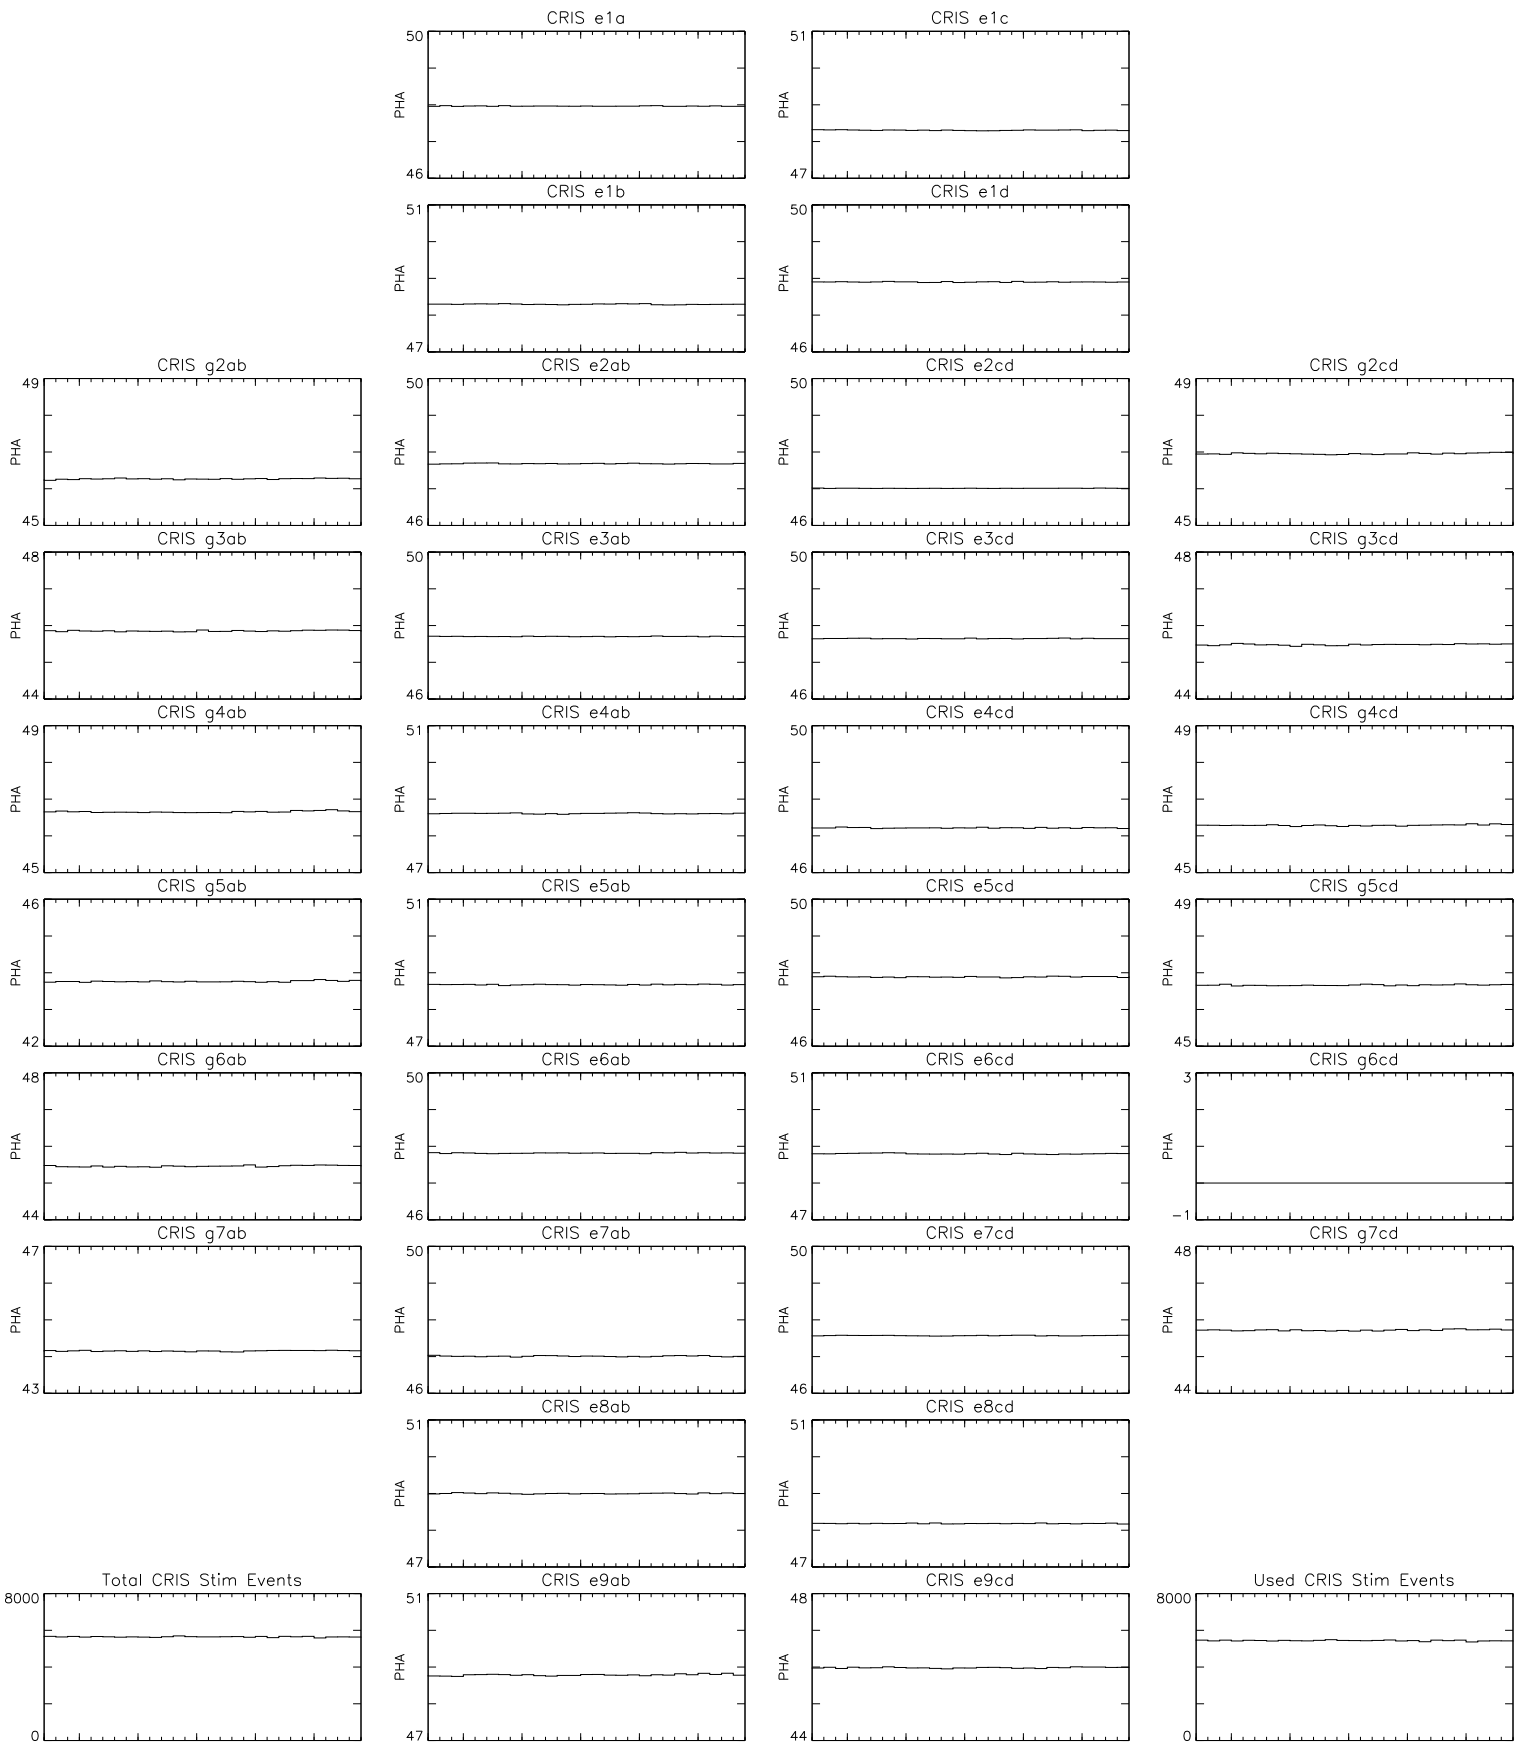 CRIS e1a
50
PHA
46
CRIS e1c
51
PHA
47
CRIS e1b
51
PHA
47
CRIS e1d
50
PHA
46
CRIS g2ab
49
PHA
45
CRIS e2ab
50
PHA
46
CRIS e2cd
50
PHA
46
CRIS g2cd
49
PHA
45
CRIS g3ab
48
PHA
44
CRIS e3ab
50
PHA
46
CRIS e3cd
50
PHA
46
CRIS g3cd
48
PHA
44
CRIS g4ab
49
PHA
45
CRIS e4ab
51
PHA
47
CRIS e4cd
50
PHA
46
CRIS g4cd
49
PHA
45
CRIS g5ab
46
PHA
42
CRIS e5ab
51
PHA
47
CRIS e5cd
50
PHA
46
CRIS g5cd
49
PHA
45
CRIS g6ab
48
PHA
44
CRIS e6ab
50
PHA
46
CRIS e6cd
51
PHA
47
CRIS g6cd
3
PHA
-1
CRIS g7ab
47
PHA
43
CRIS e7ab
50
PHA
46
CRIS e7cd
50
PHA
46
CRIS g7cd
48
PHA
44
CRIS e8ab
51
PHA
47
CRIS e8cd
51
PHA
47
Total CRIS Stim Events
8000
0
CRIS e9ab
51
PHA
47
CRIS e9cd
48
PHA
44
Used CRIS Stim Events
8000
0